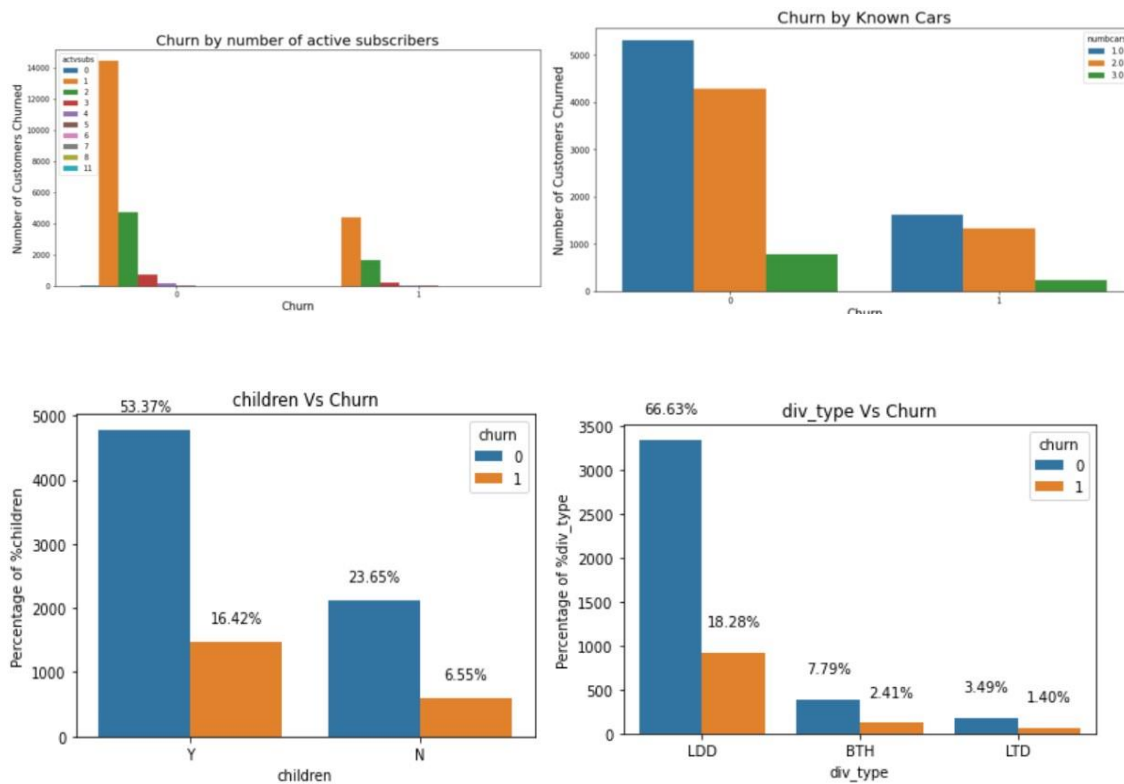 Churn by number of active subscribers
actvsubs
0
1
2
3
4
5
6
7
8
11
Number of Customers Churned
14000
12000
10000
8000
6000
4000
2000
0
0
1
Churn
Churn by Known Cars
numbcars
1.0
2.0
3.0
Number of Customers Churned
5000
4000
3000
2000
1000
0
0
1
Churn
children Vs Churn
churn
0
1
53.37%
16.42%
23.65%
6.55%
Percentage of %children
5000
4000
3000
2000
1000
0
Y
N
children
div_type Vs Churn
churn
0
1
66.63%
18.28%
7.79%
2.41%
3.49%
1.40%
Percentage of %div_type
3500
3000
2500
2000
1500
1000
500
0
LDD
BTH
LTD
div_type